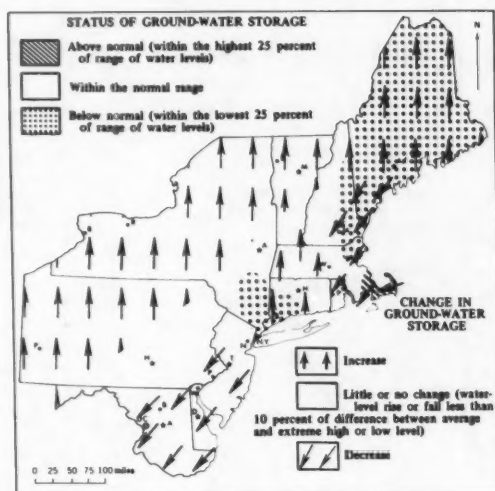 STATUS OF GROUND-WATER STORAGE
Above normal (within the highest 25 percent
of range of water levels)
Within the normal range
Below normal (within the lowest 25 percent
of range of water levels)
N
M
A
H
P
H
N
NY
T
A
CHANGE IN
GROUND-WATER
STORAGE
Increase
Little or no change (water-
level rise or fall less than
10 percent of difference between average
and extreme high or low level)
Decrease
0 25 50 75 100 miles